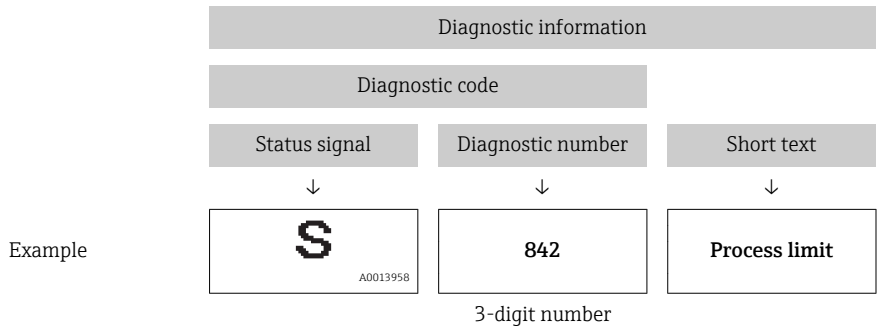 Diagnostic information
Diagnostic code
Status signal Diagnostic number Short text
↓ ↓ ↓
Example S 842 Process limit
A0013958
3-digit number